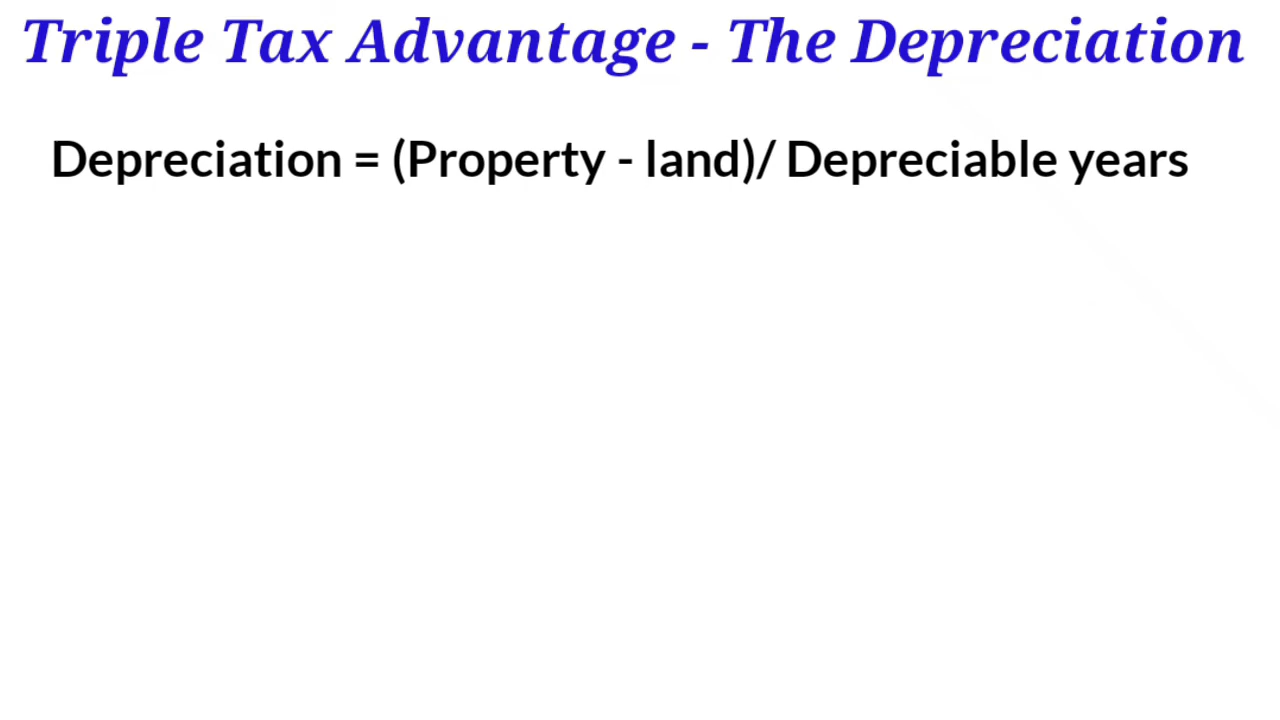 Triple Tax Advantage - The Depreciation
Depreciation = (Property - land)/ Depreciable years